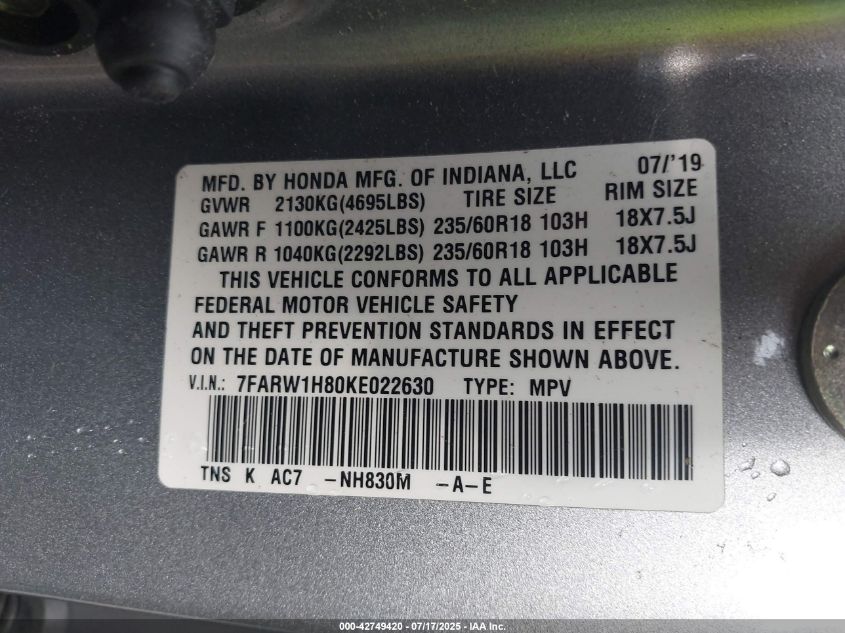 MFD. BY HONDA MFG. OF INDIANA, LLC 07/'19
GVWR 2130KG(4695LBS) TIRE SIZE RIM SIZE
GAWR F 1100KG(2425LBS) 235/60R18 103H 18X7.5J
GAWR R 1040KG(2292LBS) 235/60R18 103H 18X7.5J
THIS VEHICLE CONFORMS TO ALL APPLICABLE
FEDERAL MOTOR VEHICLE SAFETY
AND THEFT PREVENTION STANDARDS IN EFFECT
ON THE DATE OF MANUFACTURE SHOWN ABOVE.
V.I.N.: 7FARW1H80KE022630 TYPE: MPV
TNS K AC7 -NH830M -A-E
000-42749420 - 07/17/2025 - IAA Inc.